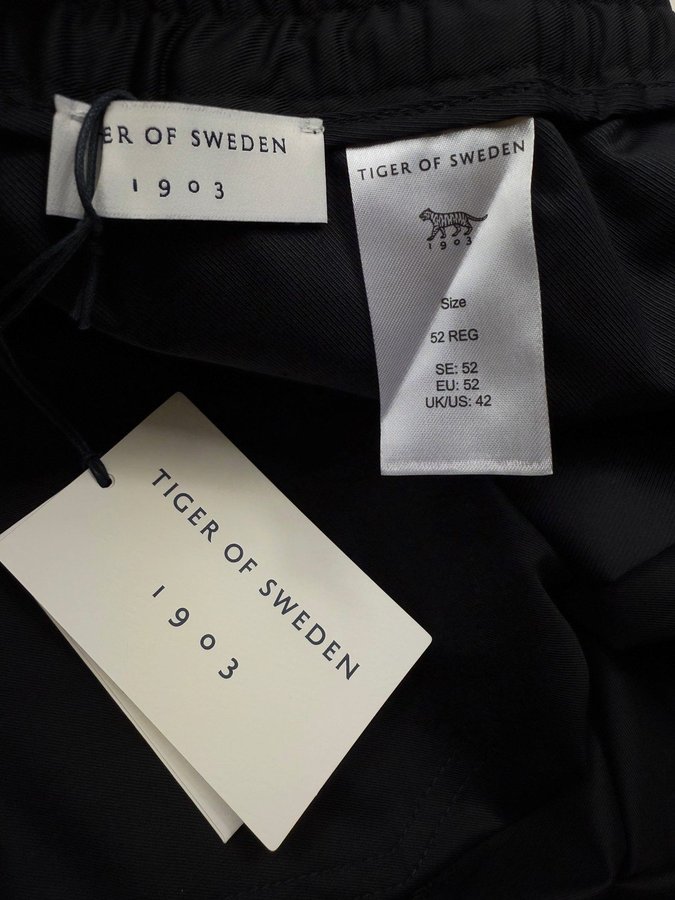 ER OF SWEDEN
1903
TIGER OF SWEDEN
1903
Size
52 REG
SE: 52
EU: 52
UK/US: 42
TIGER OF SWEDEN
1903